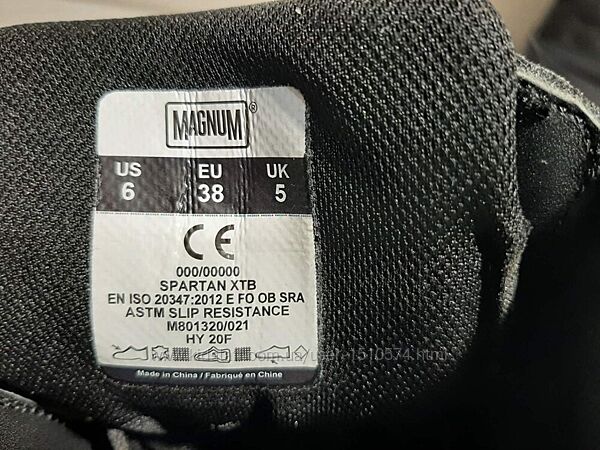 MAGNUM®
US EU UK
6 38 5
CE
000/00000
SPARTAN XTB
EN ISO 20347:2012 E FO OB SRA
ASTM SLIP RESISTANCE
M801320/021
HY 20F
Made in China / Fabriqué en Chine